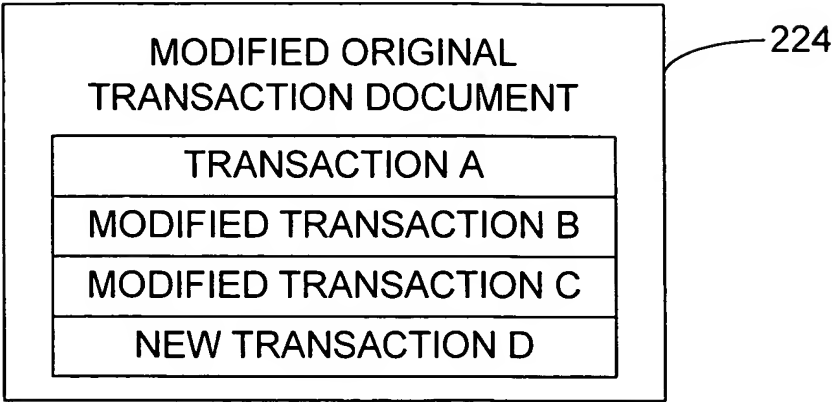 MODIFIED ORIGINAL
TRANSACTION DOCUMENT
224
TRANSACTION A
MODIFIED TRANSACTION B
MODIFIED TRANSACTION C
NEW TRANSACTION D